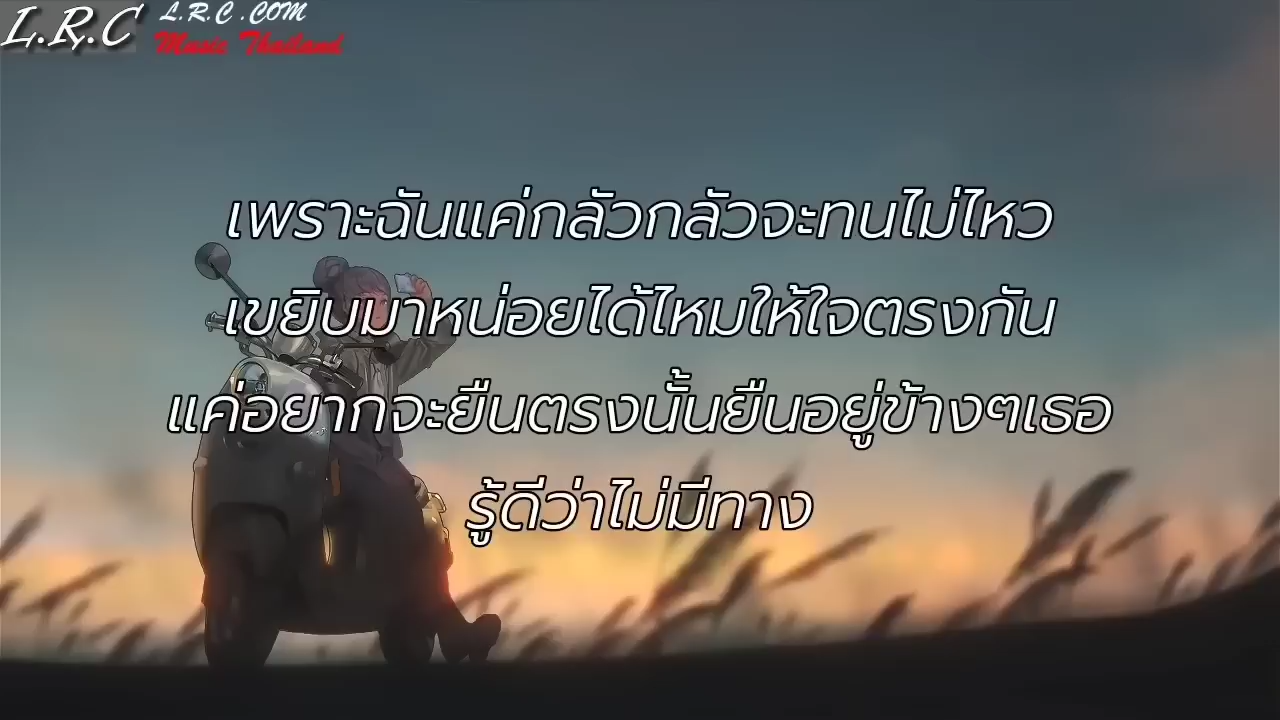 L.R.C
L.R.C .COM
Music Thailand
เพราะฉันแค่กลัวกลัวจะทนไม่ไหว
เขยิบมาหน่อยได้ไหมให้ใจตรงกัน
แค่อยากจะยืนตรงนั้นยืนอยู่ข้างๆเธอ
รู้ดีว่าไม่มีทาง